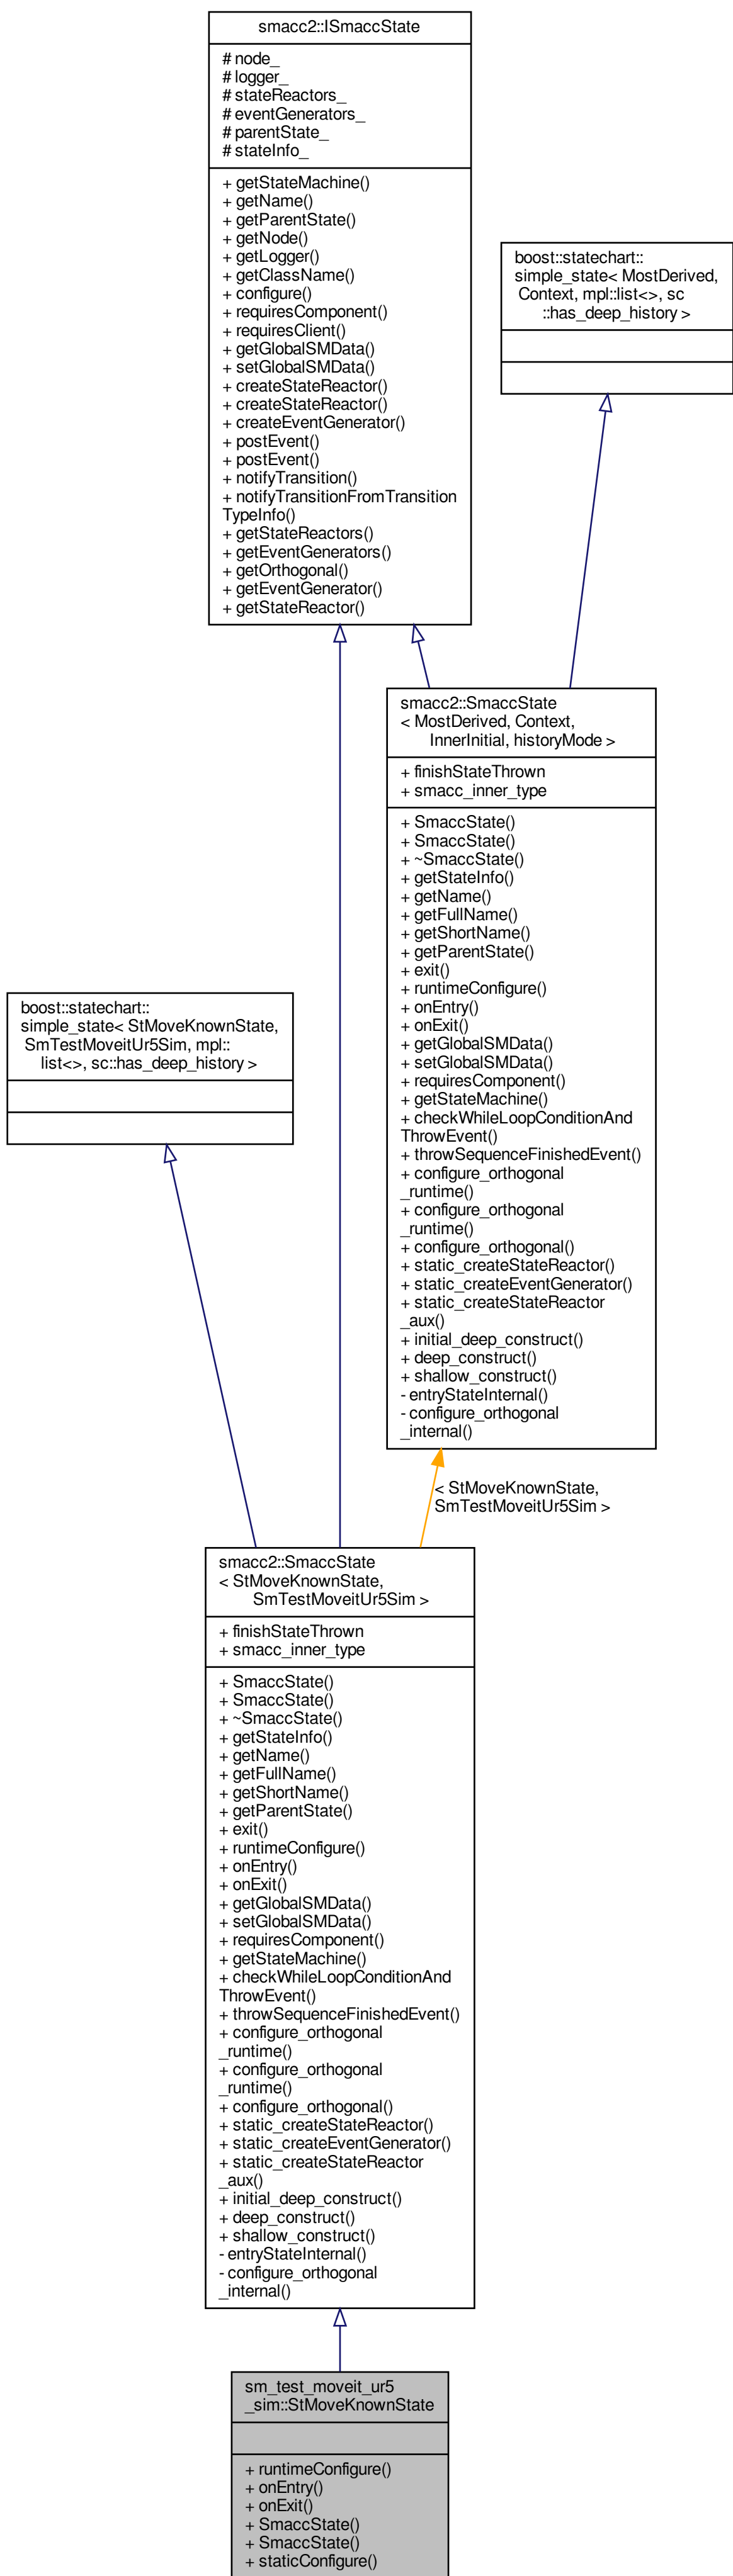 smacc2::ISmaccState
# node_
# logger_
# stateReactors_
# eventGenerators_
# parentState_
# stateInfo_
+ getStateMachine()
+ getName()
+ getParentState()
+ getNode()
+ getLogger()
+ getClassName()
+ configure()
+ requiresComponent()
+ requiresClient()
+ getGlobalSMData()
+ setGlobalSMData()
+ createStateReactor()
+ createStateReactor()
+ createEventGenerator()
+ postEvent()
+ postEvent()
+ notifyTransition()
+ notifyTransitionFromTransition
TypeInfo()
+ getStateReactors()
+ getEventGenerators()
+ getOrthogonal()
+ getEventGenerator()
+ getStateReactor()
boost::statechart::
simple_state< MostDerived,
Context, mpl::list<>, sc
::has_deep_history >
smacc2::SmaccState
< MostDerived, Context,
InnerInitial, historyMode >
+ finishStateThrown
+ smacc_inner_type
+ SmaccState()
+ SmaccState()
+ ~SmaccState()
+ getStateInfo()
+ getName()
+ getFullName()
+ getShortName()
+ getParentState()
+ exit()
+ runtimeConfigure()
+ onEntry()
+ onExit()
+ getGlobalSMData()
+ setGlobalSMData()
+ requiresComponent()
+ getStateMachine()
+ checkWhileLoopConditionAnd
ThrowEvent()
+ throwSequenceFinishedEvent()
+ configure_orthogonal
_runtime()
+ configure_orthogonal
_runtime()
+ configure_orthogonal()
+ static_createStateReactor()
+ static_createEventGenerator()
+ static_createStateReactor
_aux()
+ initial_deep_construct()
+ deep_construct()
+ shallow_construct()
- entryStateInternal()
- configure_orthogonal
_internal()
boost::statechart::
simple_state< StMoveKnownState,
SmTestMoveitUr5Sim, mpl::
list<>, sc::has_deep_history >
< StMoveKnownState,
SmTestMoveitUr5Sim >
smacc2::SmaccState
< StMoveKnownState,
SmTestMoveitUr5Sim >
+ finishStateThrown
+ smacc_inner_type
+ SmaccState()
+ SmaccState()
+ ~SmaccState()
+ getStateInfo()
+ getName()
+ getFullName()
+ getShortName()
+ getParentState()
+ exit()
+ runtimeConfigure()
+ onEntry()
+ onExit()
+ getGlobalSMData()
+ setGlobalSMData()
+ requiresComponent()
+ getStateMachine()
+ checkWhileLoopConditionAnd
ThrowEvent()
+ throwSequenceFinishedEvent()
+ configure_orthogonal
_runtime()
+ configure_orthogonal
_runtime()
+ configure_orthogonal()
+ static_createStateReactor()
+ static_createEventGenerator()
+ static_createStateReactor
_aux()
+ initial_deep_construct()
+ deep_construct()
+ shallow_construct()
- entryStateInternal()
- configure_orthogonal
_internal()
sm_test_moveit_ur5
_sim::StMoveKnownState
+ runtimeConfigure()
+ onEntry()
+ onExit()
+ SmaccState()
+ SmaccState()
+ staticConfigure()